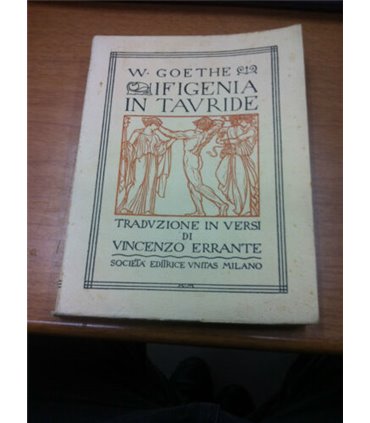 W. GOETHE
IFIGENIA
IN TAVRIDE
TRADVZIONE IN VERSI
DI
VINCENZO ERRANTE
SOCIETÀ EDITRICE VNITAS MILANO